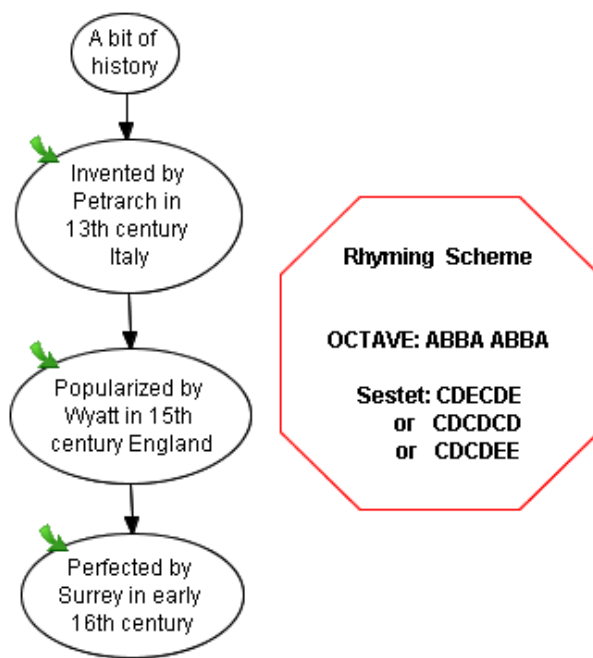 A bit of
history
Invented by
Petrarch in
13th century
Italy
Popularized by
Wyatt in 15th
century England
Perfected by
Surrey in early
16th century
Rhyming Scheme
OCTAVE: ABBA ABBA
Sestet: CDECDE
or CDCDCD
or CDCDEE